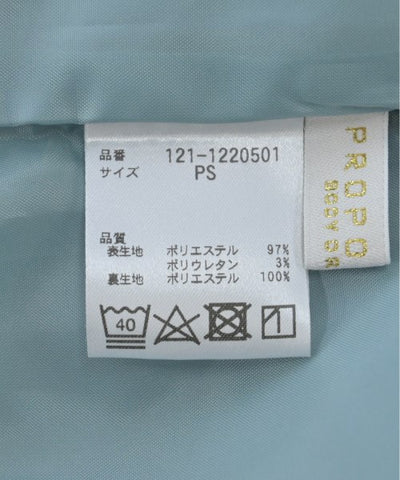 品番 121-1220501
サイズ PS
品質
表生地 ポリエステル 97%
ポリウレタン 3%
裏生地 ポリエステル 100%
40
PROPO